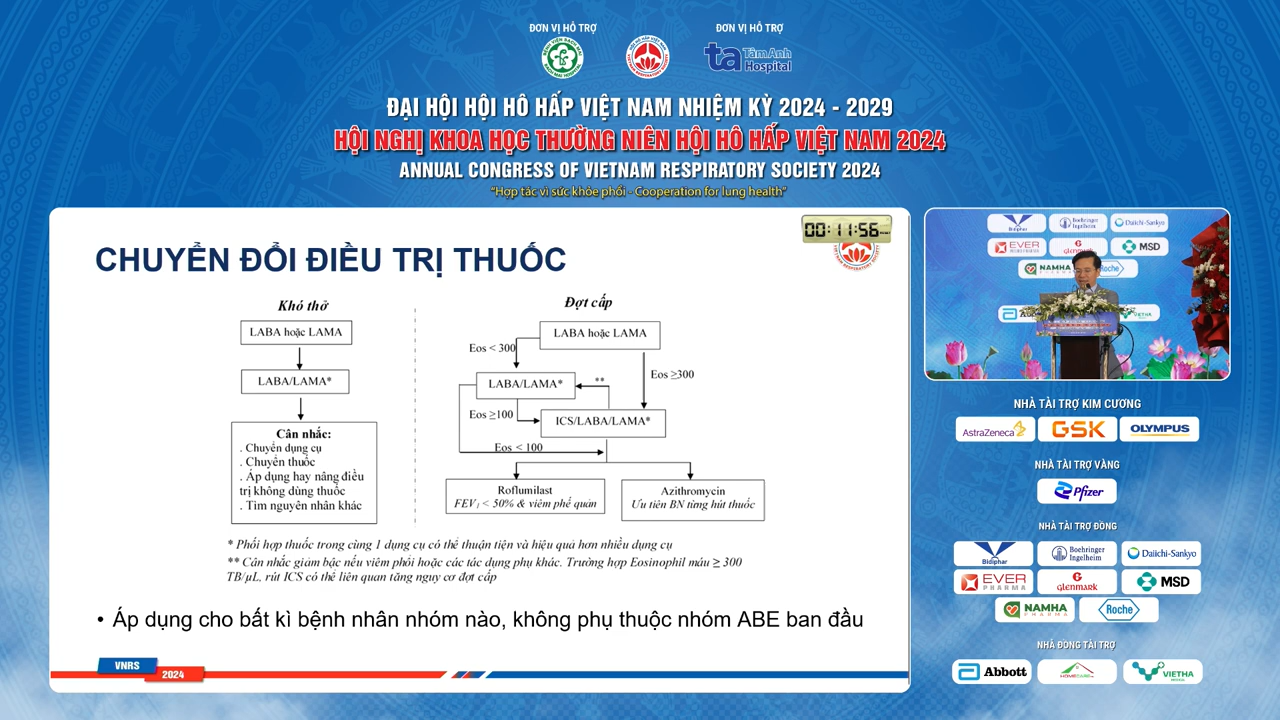 ĐƠN VỊ HỖ TRỢ
ĐƠN VỊ HỖ TRỢ
ta TâmAnh Hospital
ĐẠI HỘI HỘI HÔ HẤP VIỆT NAM NHIỆM KỲ 2024 - 2029
HỘI NGHỊ KHOA HỌC THƯỜNG NIÊN HỘI HÔ HẤP VIỆT NAM 2024
ANNUAL CONGRESS OF VIETNAM RESPIRATORY SOCIETY 2024
"Hợp tác vì sức khỏe phổi - Cooperation for lung health"
00:11:56
CHUYỂN ĐỔI ĐIỀU TRỊ THUỐC
Khó thở
LABA hoặc LAMA
LABA/LAMA*
Cân nhắc:
. Chuyển dụng cụ
. Chuyển thuốc
. Áp dụng hay nâng điều
trị không dùng thuốc
. Tìm nguyên nhân khác
Đợt cấp
LABA hoặc LAMA
Eos < 300
Eos ≥300
LABA/LAMA*
**
Eos ≥100
ICS/LABA/LAMA*
Eos < 100
Roflumilast
FEV₁ < 50% & viêm phế quản
Azithromycin
Ưu tiên BN từng hút thuốc
* Phối hợp thuốc trong cùng 1 dụng cụ có thể thuận tiện và hiệu quả hơn nhiều dụng cụ
** Cân nhắc giảm bậc nếu viêm phổi hoặc các tác dụng phụ khác. Trường hợp Eosinophil máu ≥ 300
TB/µL, rút ICS có thể liên quan tăng nguy cơ đợt cấp
• Áp dụng cho bất kì bệnh nhân nhóm nào, không phụ thuộc nhóm ABE ban đầu
VNRS
2024
Bidiphar
Boehringer Ingelheim
Daiichi-Sankyo
EVER
GLENMARK
MSD
NAMHA
Roche
VIETHA
NHÀ TÀI TRỢ KIM CƯƠNG
AstraZeneca
GSK
OLYMPUS
NHÀ TÀI TRỢ VÀNG
Pfizer
NHÀ TÀI TRỢ ĐỒNG
Bidiphar
Boehringer Ingelheim
Daiichi-Sankyo
EVER PHARMA
GLENMARK
MSD
NAMHA PHARMA
Roche
NHÀ ĐỒNG TÀI TRỢ
Abbott
HOMECARE
VIETHA